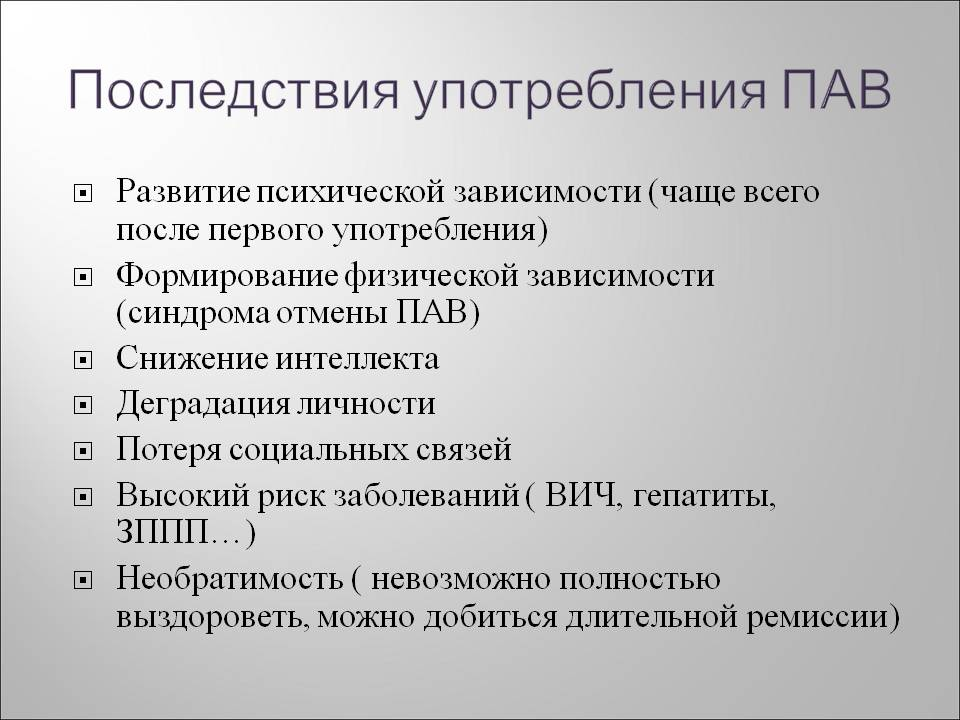 Последствия употребления ПАВ
Развитие психической зависимости (чаще всего
после первого употребления)
Формирование физической зависимости
(синдрома отмены ПАВ)
Снижение интеллекта
Деградация личности
Потеря социальных связей
Высокий риск заболеваний ( ВИЧ, гепатиты,
ЗППП…)
Необратимость ( невозможно полностью
выздороветь, можно добиться длительной ремиссии)